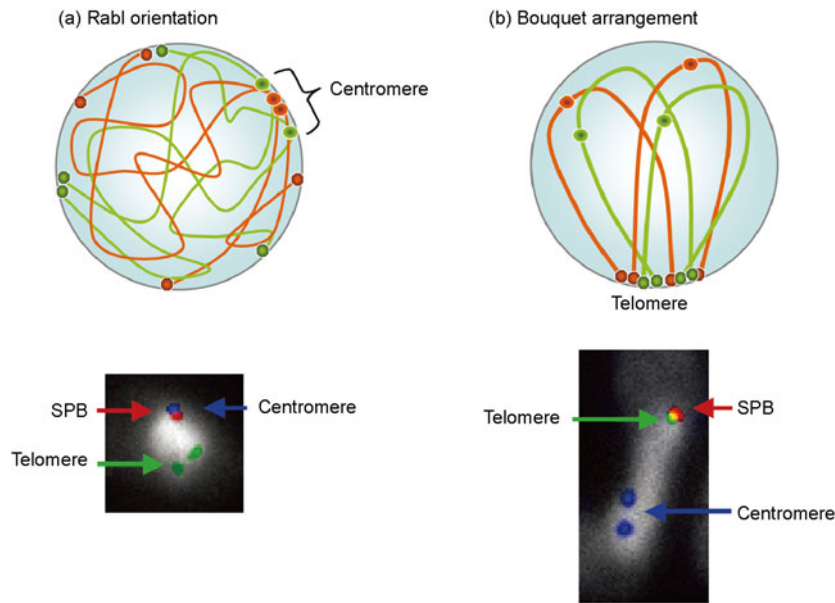 (a) Rabl orientation
(b) Bouquet arrangement
Centromere
Telomere
SPB
Centromere
Telomere
Telomere
SPB
Centromere